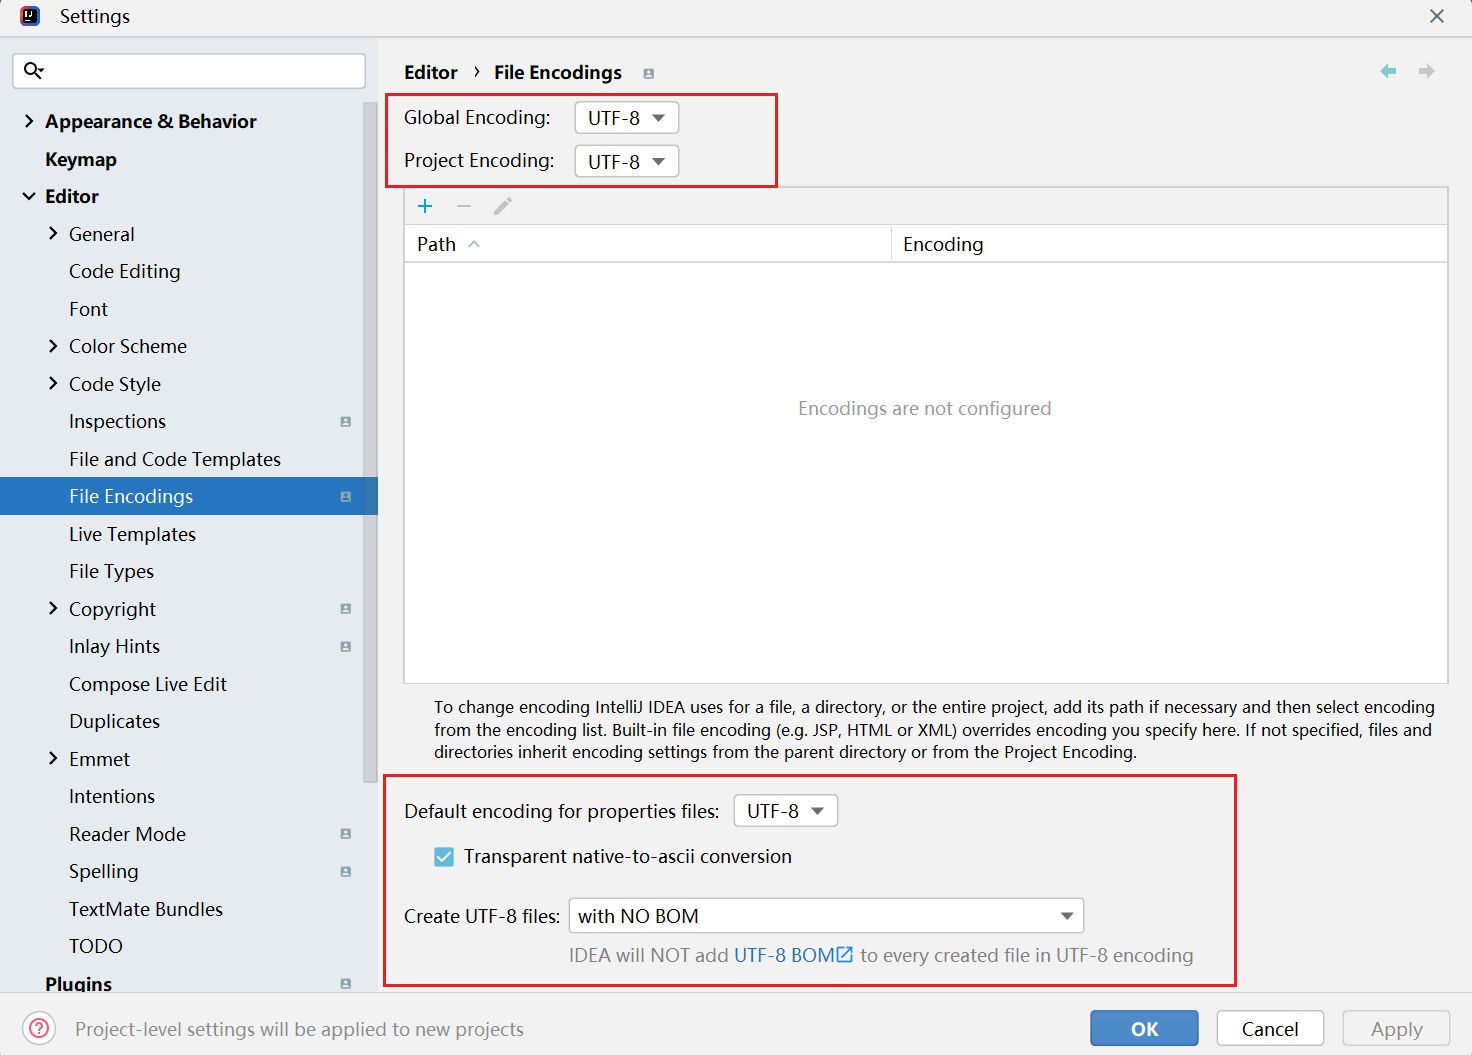 Settings
Appearance & Behavior
Keymap
Editor
General
Code Editing
Font
Color Scheme
Code Style
Inspections
File and Code Templates
File Encodings
Live Templates
File Types
Copyright
Inlay Hints
Compose Live Edit
Duplicates
Emmet
Intentions
Reader Mode
Spelling
TextMate Bundles
TODO
Plugins
Editor › File Encodings
Global Encoding: UTF-8
Project Encoding: UTF-8
Path Encoding
Encodings are not configured
To change encoding IntelliJ IDEA uses for a file, a directory, or the entire project, add its path if necessary and then select encoding
from the encoding list. Built-in file encoding (e.g. JSP, HTML or XML) overrides encoding you specify here. If not specified, files and
directories inherit encoding settings from the parent directory or from the Project Encoding.
Default encoding for properties files: UTF-8
Transparent native-to-ascii conversion
Create UTF-8 files: with NO BOM
IDEA will NOT add UTF-8 BOM to every created file in UTF-8 encoding
? Project-level settings will be applied to new projects
OK Cancel Apply